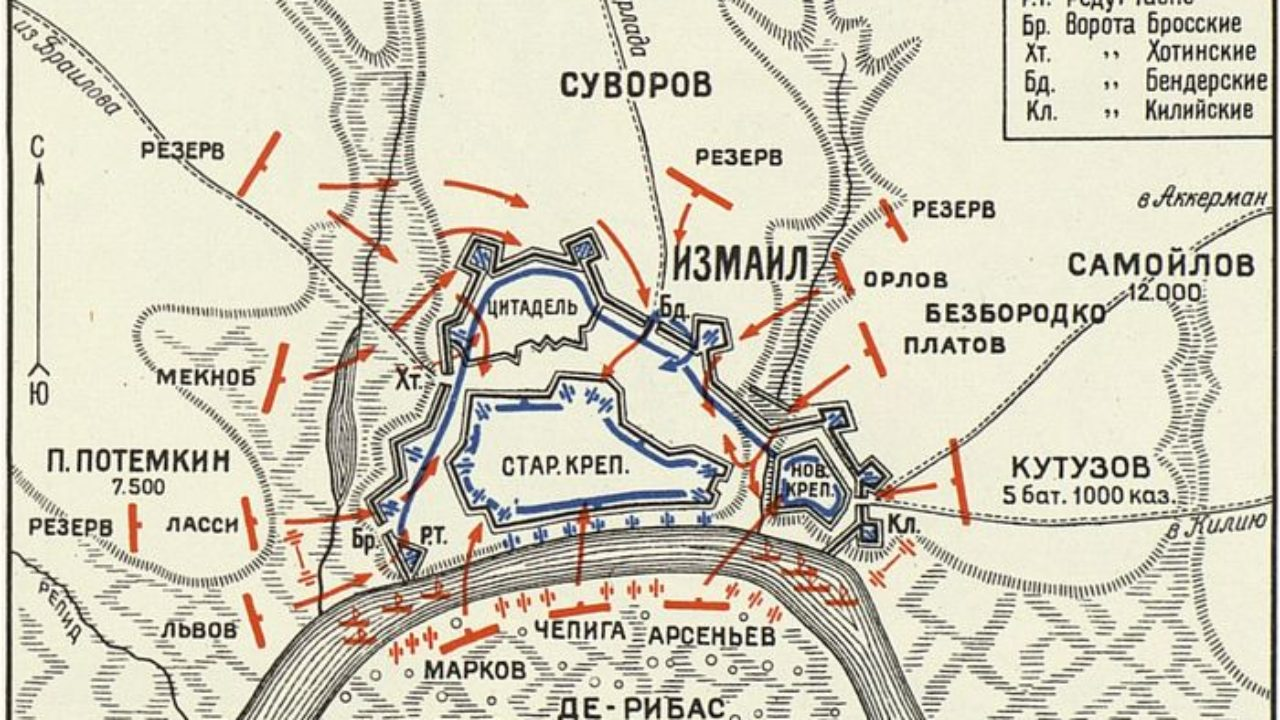 Бр. Ворота Бросские
Хт. „ Хотинские
Бд. „ Бендерские
Кл. „ Килийские
из Браилова
СУВОРОВ
С
Ю
РЕЗЕРВ
РЕЗЕРВ
РЕЗЕРВ
в Аккерман
ИЗМАИЛ
ОРЛОВ
САМОЙЛОВ
12.000
БЕЗБОРОДКО
ПЛАТОВ
ЦИТАДЕЛЬ
Бд.
МЕКНОБ
Хт.
П. ПОТЕМКИН
7.500
СТАР. КРЕП.
НОВ.
КРЕП.
КУТУЗОВ
5 бат. 1000 каз.
РЕЗЕРВ
ЛАССИ
Бр.
Р.Т.
Кл.
в Килию
РЕПИД
ЛЬВОВ
ЧЕПИГА
АРСЕНЬЕВ
МАРКОВ
ДЕ-РИБАС